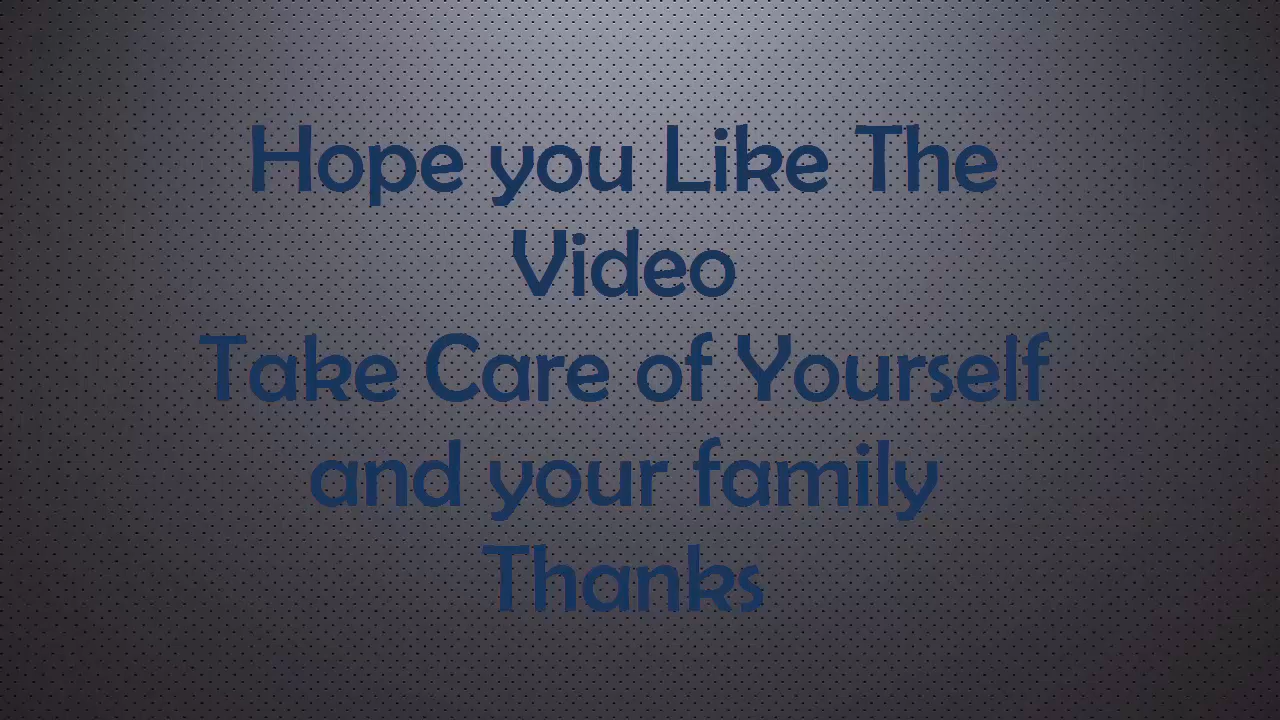 Hope you Like The
Video
Take Care of Yourself
and your family
Thanks